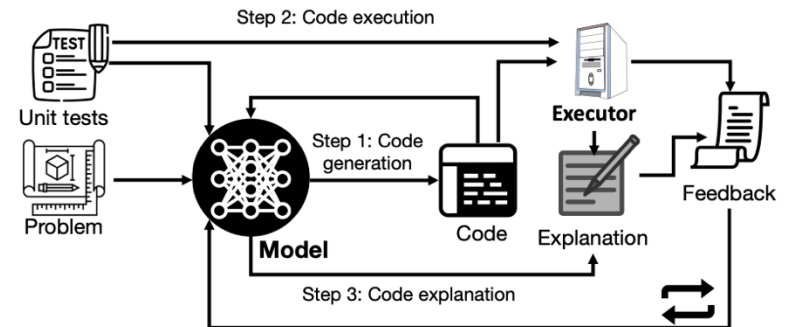 Step 2: Code execution
TEST
Unit tests
Executor
Step 1: Code
generation
Problem
Model
Code
Explanation
Feedback
Step 3: Code explanation